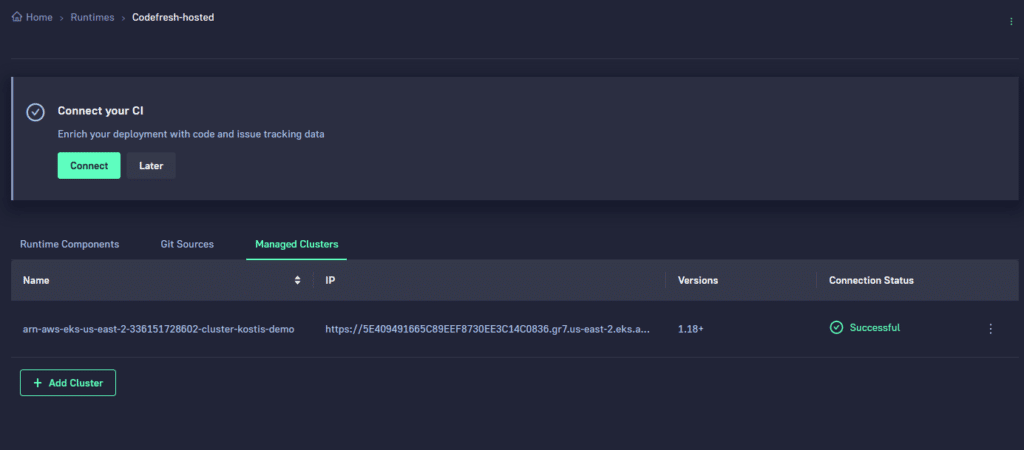 Home › Runtimes › Codefresh-hosted
Connect your CI
Enrich your deployment with code and issue tracking data
Connect Later
Runtime Components Git Sources Managed Clusters
Name IP Versions Connection Status
arn-aws-eks-us-east-2-336151728602-cluster-kostis-demo https://5E409491665C89EEF8730EE3C14C0836.gr7.us-east-2.eks.a... 1.18+ Successful
+ Add Cluster